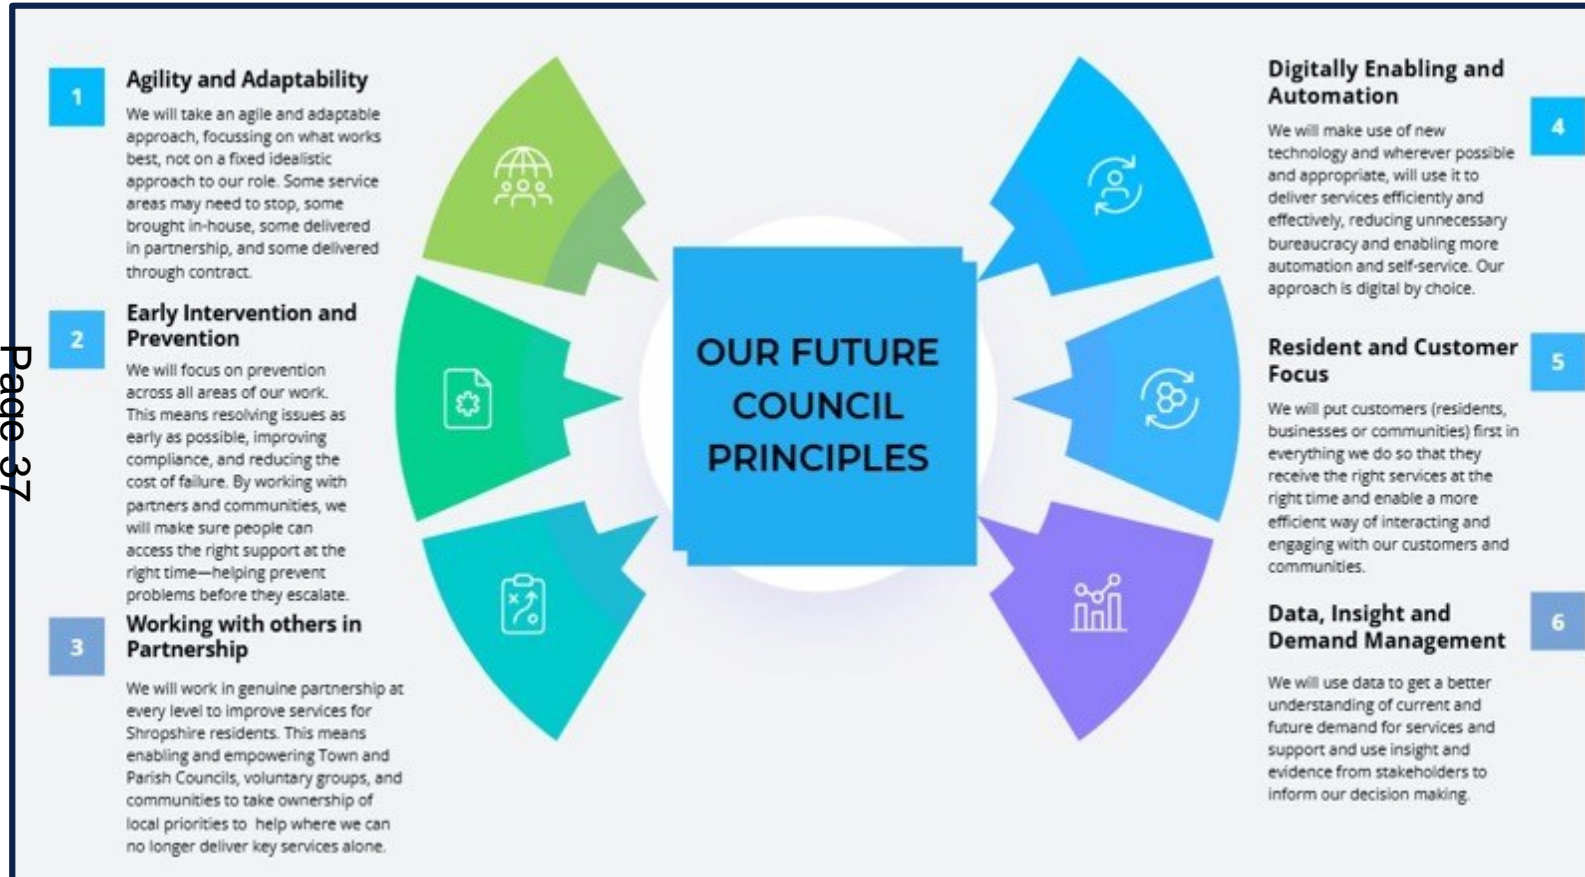 1
Agility and Adaptability
We will take an agile and adaptable
approach, focussing on what works
best, not on a fixed idealistic
approach to our role. Some service
areas may need to stop, some
brought in-house, some delivered
in partnership, and some delivered
through contract.
2
Early Intervention and
Prevention
We will focus on prevention
across all areas of our work.
This means resolving issues as
early as possible, improving
compliance, and reducing the
cost of failure. By working with
partners and communities, we
will make sure people can
access the right support at the
right time—helping prevent
problems before they escalate.
3
Working with others in
Partnership
We will work in genuine partnership at
every level to improve services for
Shropshire residents. This means
enabling and empowering Town and
Parish Councils, voluntary groups, and
communities to take ownership of
local priorities to  help where we can
no longer deliver key services alone.
OUR FUTURE
COUNCIL
PRINCIPLES
Digitally Enabling and
Automation
4
We will make use of new
technology and wherever possible
and appropriate, will use it to
deliver services efficiently and
effectively, reducing unnecessary
bureaucracy and enabling more
automation and self-service. Our
approach is digital by choice.
Resident and Customer
Focus
5
We will put customers (residents,
businesses or communities) first in
everything we do so that they
receive the right services at the
right time and enable a more
efficient way of interacting and
engaging with our customers and
communities.
Data, Insight and
Demand Management
6
We will use data to get a better
understanding of current and
future demand for services and
support and use insight and
evidence from stakeholders to
inform our decision making.
Page 37